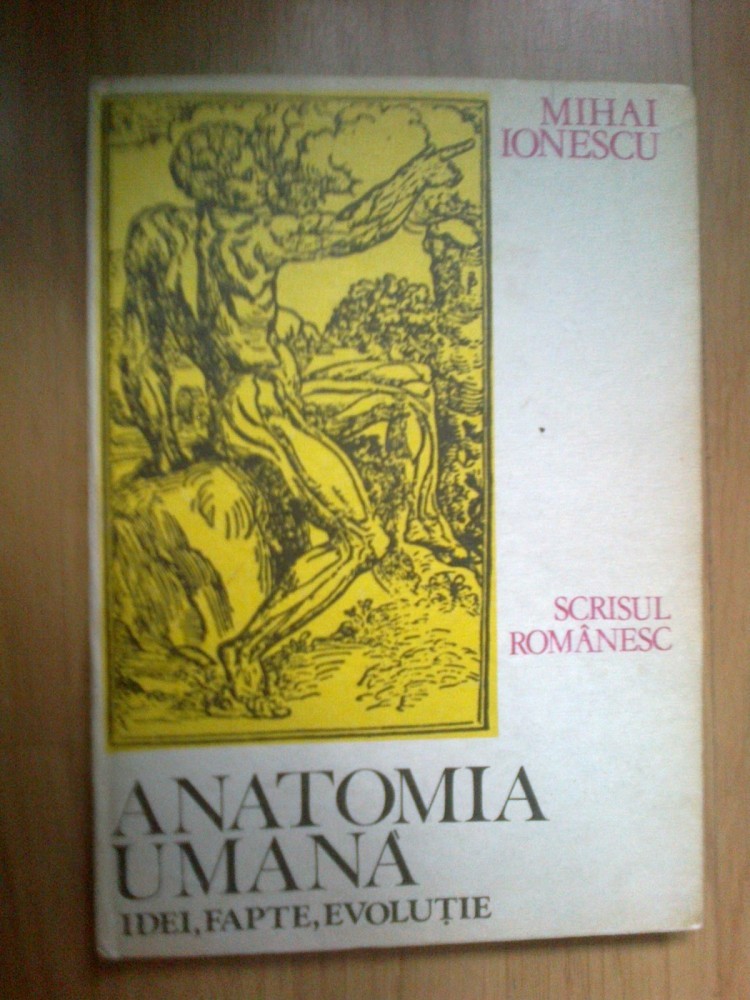 MIHAI
IONESCU
SCRISUL
ROMÂNESC
ANATOMIA
UMANĂ
IDEI, FAPTE, EVOLUȚIE